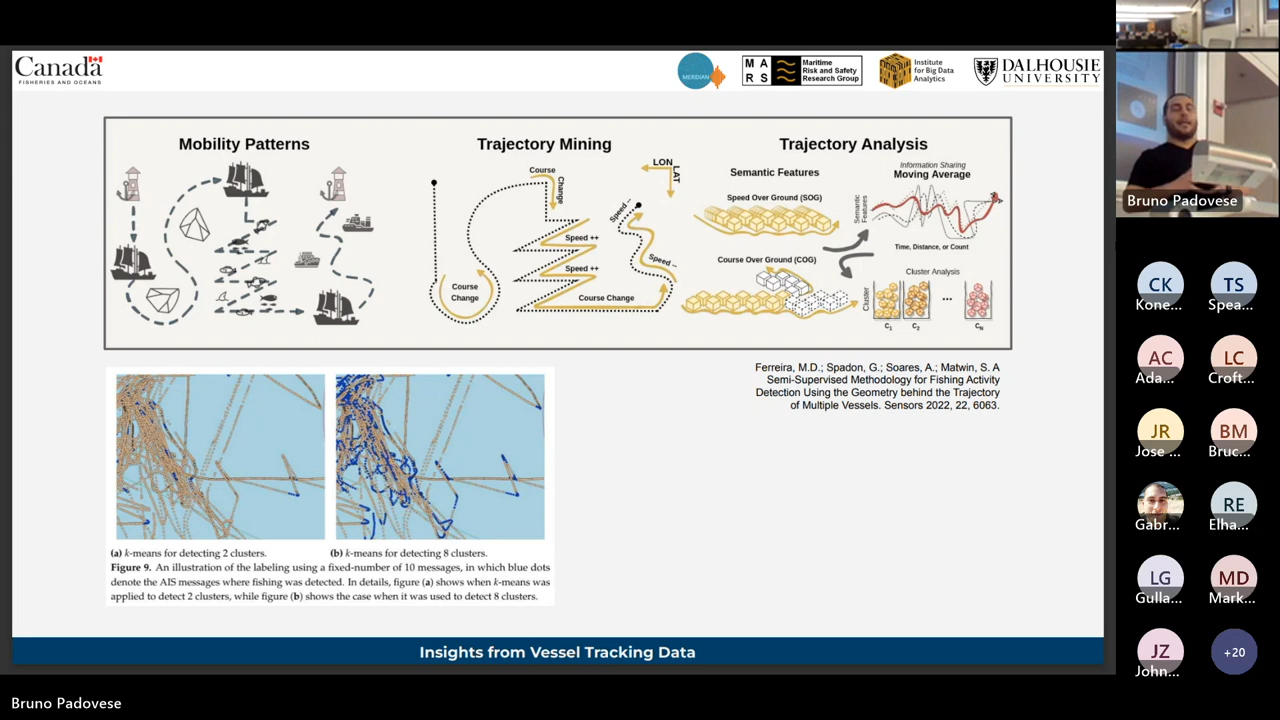 Canada
FISHERIES AND OCEANS
MERIDIAN
M A
R S
Maritime
Risk and Safety
Research Group
Institute
for Big Data
Analytics
DALHOUSIE
UNIVERSITY
Mobility Patterns
Trajectory Mining
Course
Change
LON
LAT
Speed --
Speed ++
Speed --
Speed ++
Course
Change
Course Change
Trajectory Analysis
Semantic Features
Speed Over Ground (SOG)
Course Over Ground (COG)
Information Sharing
Moving Average
Semantic
Features
Time, Distance, or Count
Cluster Analysis
Cluster
C1 C2 ... CN
Ferreira, M.D.; Spadon, G.; Soares, A.; Matwin, S. A
Semi-Supervised Methodology for Fishing Activity
Detection Using the Geometry behind the Trajectory
of Multiple Vessels. Sensors 2022, 22, 6063.
(a) k-means for detecting 2 clusters.
(b) k-means for detecting 8 clusters.
Figure 9. An illustration of the labeling using a fixed-number of 10 messages, in which blue dots
denote the AIS messages where fishing was detected. In details, figure (a) shows when k-means was
applied to detect 2 clusters, while figure (b) shows the case when it was used to detect 8 clusters.
Insights from Vessel Tracking Data
Bruno Padovese
Bruno Padovese
CK
Kone...
TS
Spea...
AC
Ada...
LC
Croft...
JR
Jose ...
BM
Bruc...
Gabr...
RE
Elha...
LG
Gulla...
MD
Mark...
JZ
John...
+20